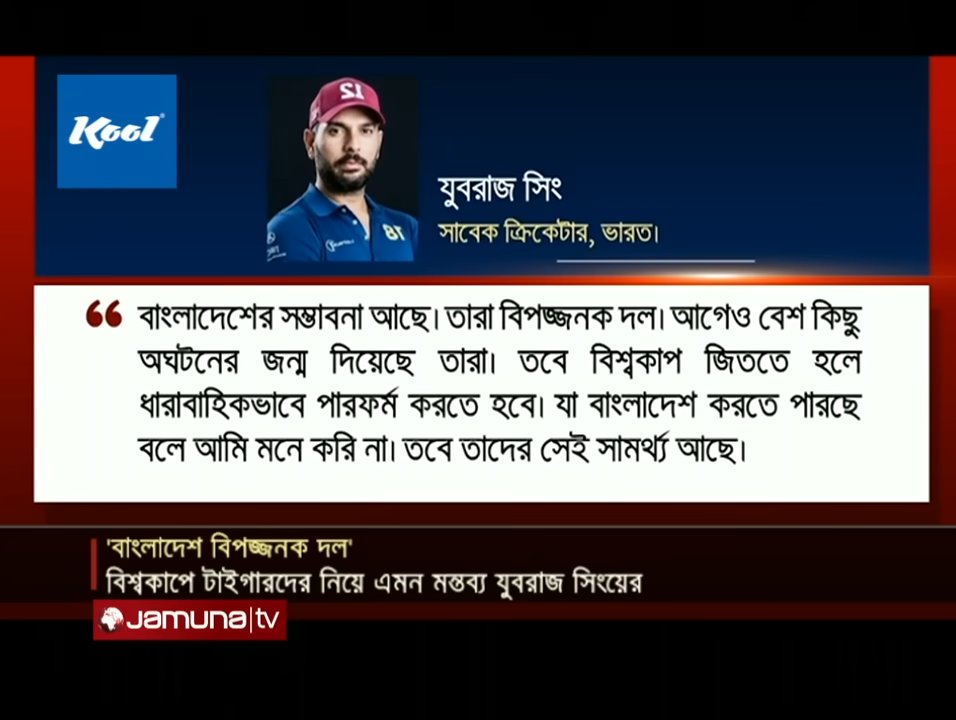 Kool
12
18
যুবরাজ সিং
সাবেক ক্রিকেটার, ভারত।
“ বাংলাদেশের সম্ভাবনা আছে। তারা বিপজ্জনক দল। আগেও বেশ কিছু
অঘটনের জন্ম দিয়েছে তারা। তবে বিশ্বকাপ জিততে হলে
ধারাবাহিকভাবে পারফর্ম করতে হবে। যা বাংলাদেশ করতে পারছে
বলে আমি মনে করি না। তবে তাদের সেই সামর্থ্য আছে।
'বাংলাদেশ বিপজ্জনক দল'
বিশ্বকাপে টাইগারদের নিয়ে এমন মন্তব্য যুবরাজ সিংয়ের
Jamuna|tv